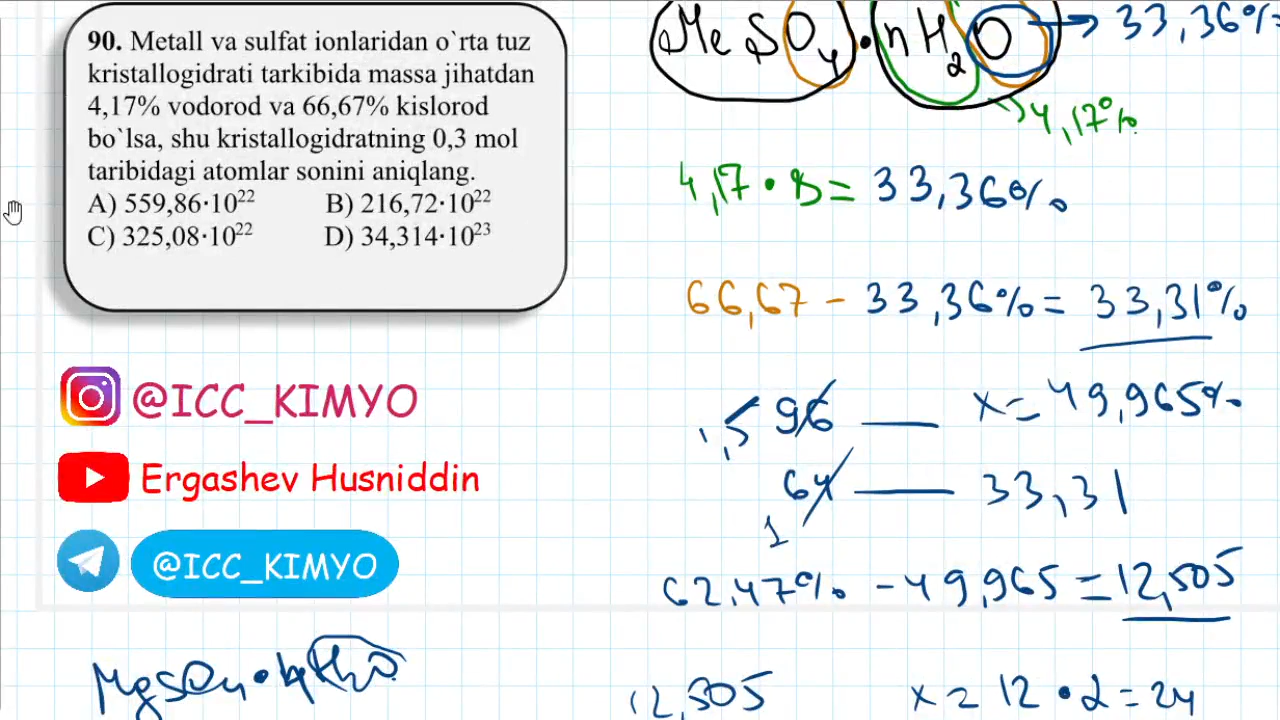 90. Metall va sulfat ionlaridan o`rta tuz
kristallogidrati tarkibida massa jihatdan
4,17% vodorod va 66,67% kislorod
bo`lsa, shu kristallogidratning 0,3 mol
taribidagi atomlar sonini aniqlang.
A) 559,86·10²² B) 216,72·10²²
C) 325,08·10²² D) 34,314·10²³
@ICC_KIMYO
Ergashev Husniddin
@ICC_KIMYO
MgSO₄ · 4H₂O
MeSO₄ · nH₂O → 33,36%
4,17%
4,17 · 8 = 33,36%
66,67 - 33,36% = 33,31%
1,5 96 — x = 49,965%
64 — 33,31
1
62,47% - 49,965 = 12,505
12,505 x = 12 · 2 = 24